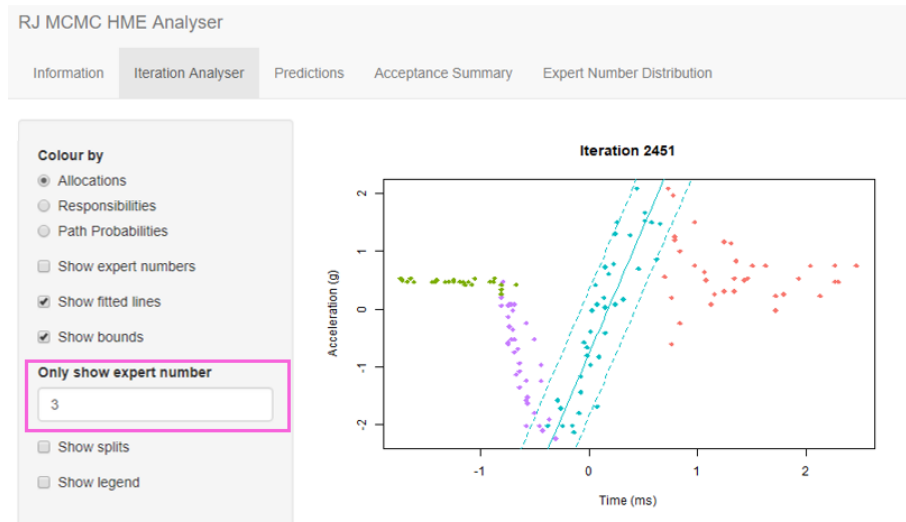 RJ MCMC HME Analyser
Information Iteration Analyser Predictions Acceptance Summary Expert Number Distribution
Colour by
Allocations
Responsibilities
Path Probabilities
Show expert numbers
Show fitted lines
Show bounds
Only show expert number
3
Show splits
Show legend
Iteration 2451
Acceleration (g)
2
1
0
-1
-2
-1 0 1 2
Time (ms)